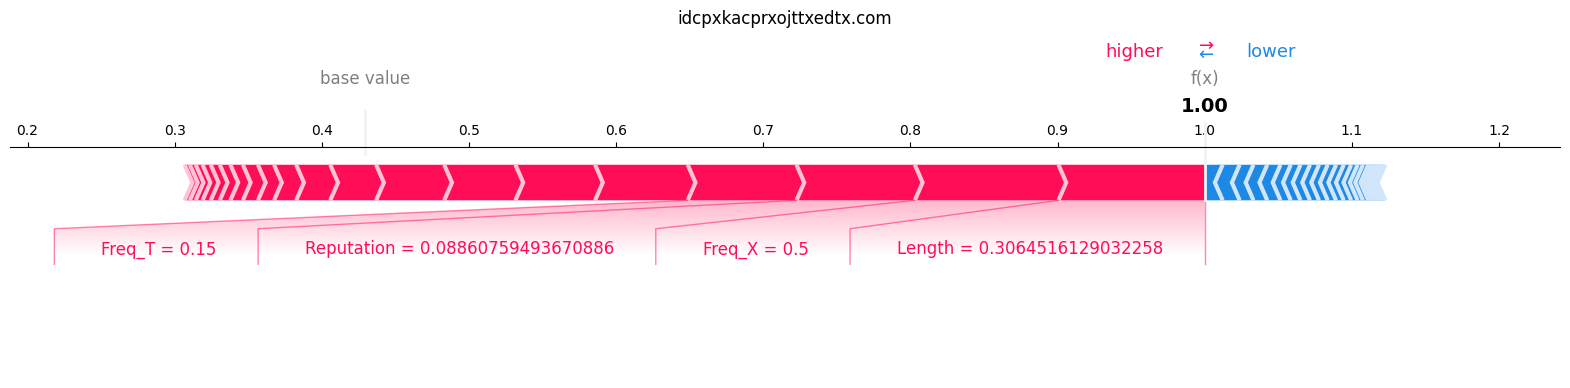 idcpxkacprxojttxedtx.com
higher ⇄ lower
base value f(x)
1.00
0.2 0.3 0.4 0.5 0.6 0.7 0.8 0.9 1.0 1.1 1.2
Freq_T = 0.15 Reputation = 0.08860759493670886 Freq_X = 0.5 Length = 0.3064516129032258